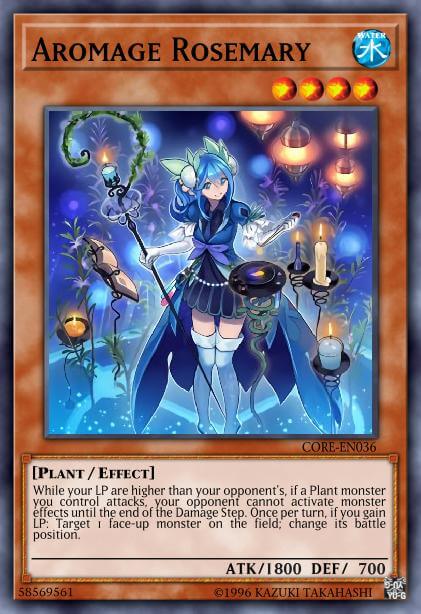 AROMAGE ROSEMARY
WATER
水
CORE-EN036
[PLANT / EFFECT]
While your LP are higher than your opponent's, if a Plant monster
you control attacks, your opponent cannot activate monster
effects until the end of the Damage Step. Once per turn, if you gain
LP: Target 1 face-up monster on the field; change its battle
position.
ATK/1800 DEF/ 700
58569561
©1996 KAZUKI TAKAHASHI